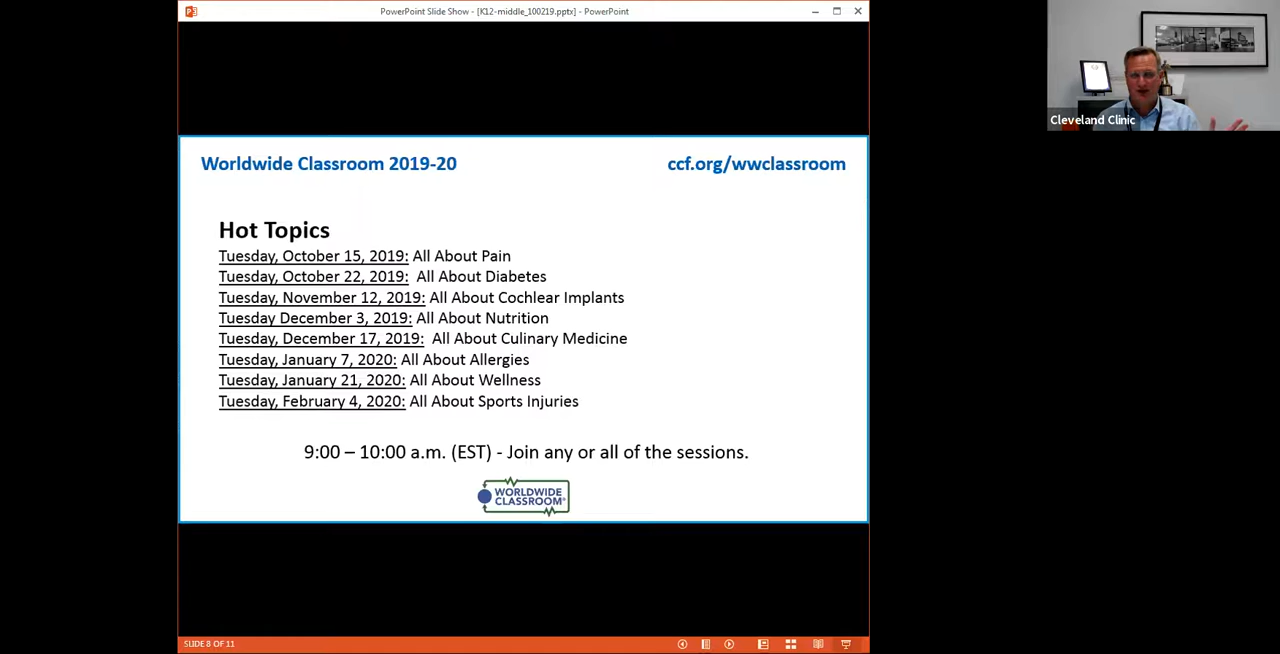 PowerPoint Slide Show - [K12-middle_100219.pptx] - PowerPoint
Cleveland Clinic
Worldwide Classroom 2019-20
ccf.org/wwclassroom
Hot Topics
Tuesday, October 15, 2019: All About Pain
Tuesday, October 22, 2019: All About Diabetes
Tuesday, November 12, 2019: All About Cochlear Implants
Tuesday December 3, 2019: All About Nutrition
Tuesday, December 17, 2019: All About Culinary Medicine
Tuesday, January 7, 2020: All About Allergies
Tuesday, January 21, 2020: All About Wellness
Tuesday, February 4, 2020: All About Sports Injuries
9:00 – 10:00 a.m. (EST) - Join any or all of the sessions.
WORLDWIDE
CLASSROOM®
SLIDE 8 OF 11